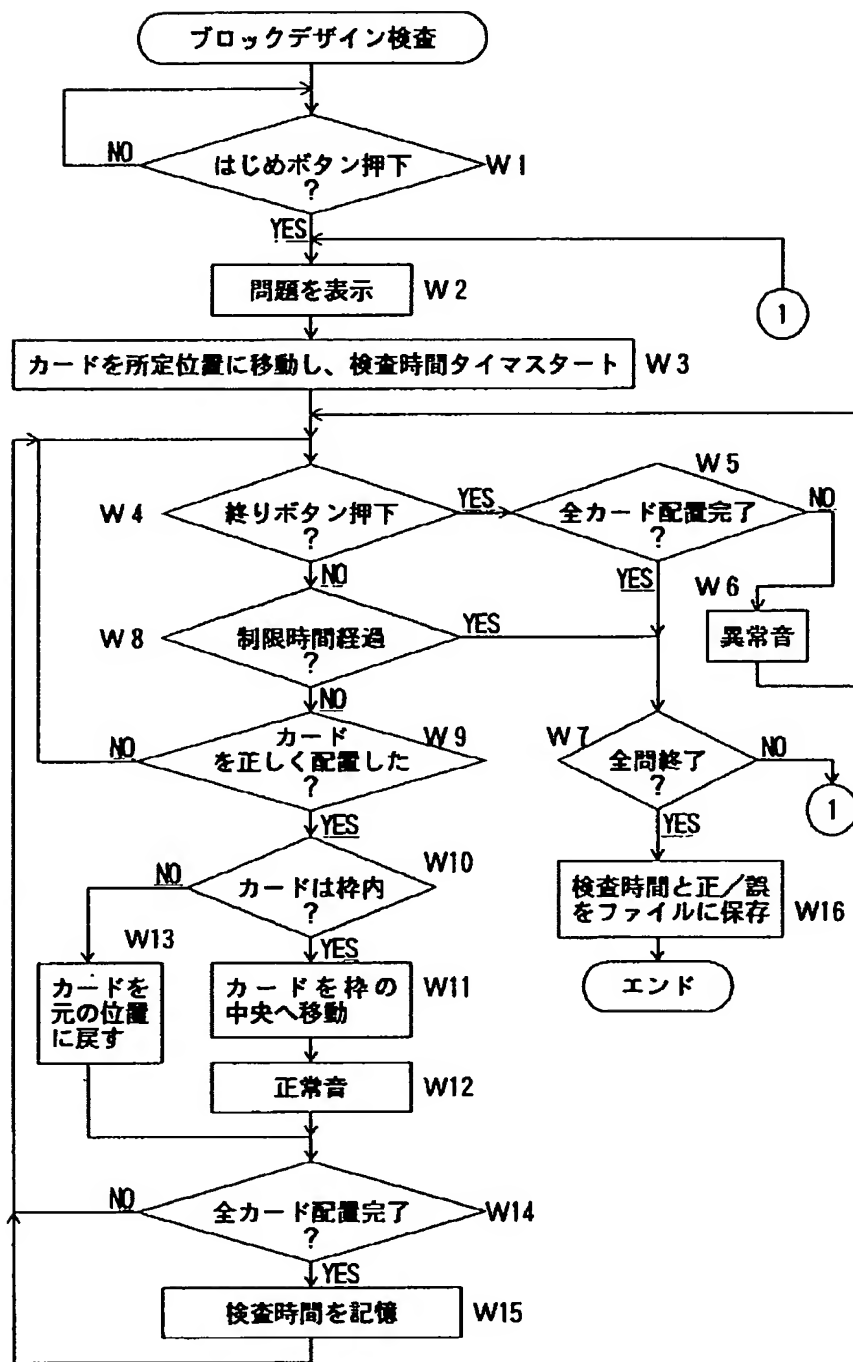 ブロックデザイン検査
はじめボタン押下
?
NO
W1
YES
問題を表示
W2
1
カードを所定位置に移動し、検査時間タイマスタート
W3
W4
終りボタン押下
?
YES
W5
全カード配置完了
?
NO
NO
YES
W6
異常音
W8
制限時間経過
?
YES
NO
カード
を正しく配置した
?
NO
W9
W7
全問終了
?
NO
1
YES
YES
W10
カードは枠内
?
NO
検査時間と正/誤
をファイルに保存
W16
YES
W13
カードを
元の位置
に戻す
カードを枠の
中央へ移動
W11
エンド
正常音
W12
NO
全カード配置完了
?
W14
YES
検査時間を記憶
W15